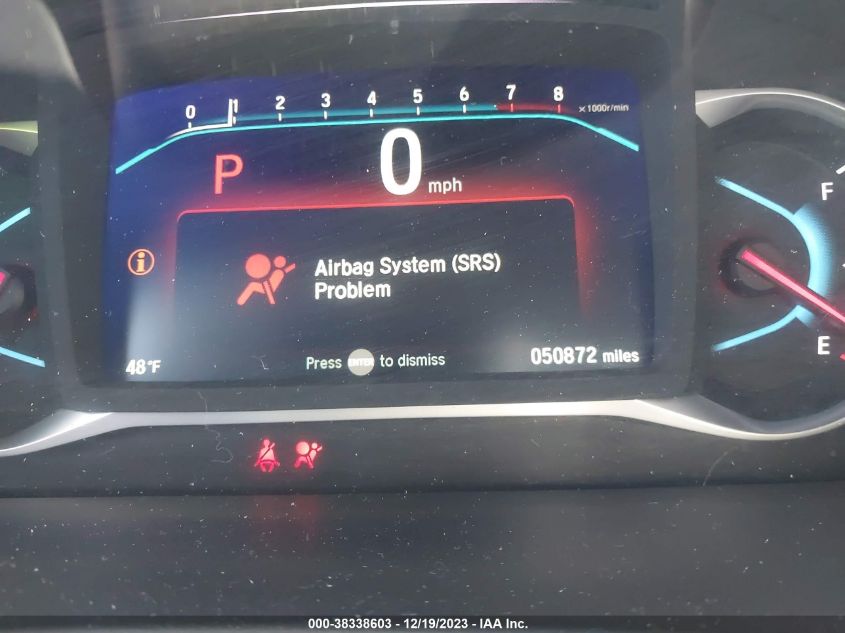 0 1 2 3 4 5 6 7 8 ×1000r/min
P 0 mph
F
Airbag System (SRS)
Problem
E
48°F Press ENTER to dismiss 050872 miles
000-38338603 - 12/19/2023 - IAA Inc.